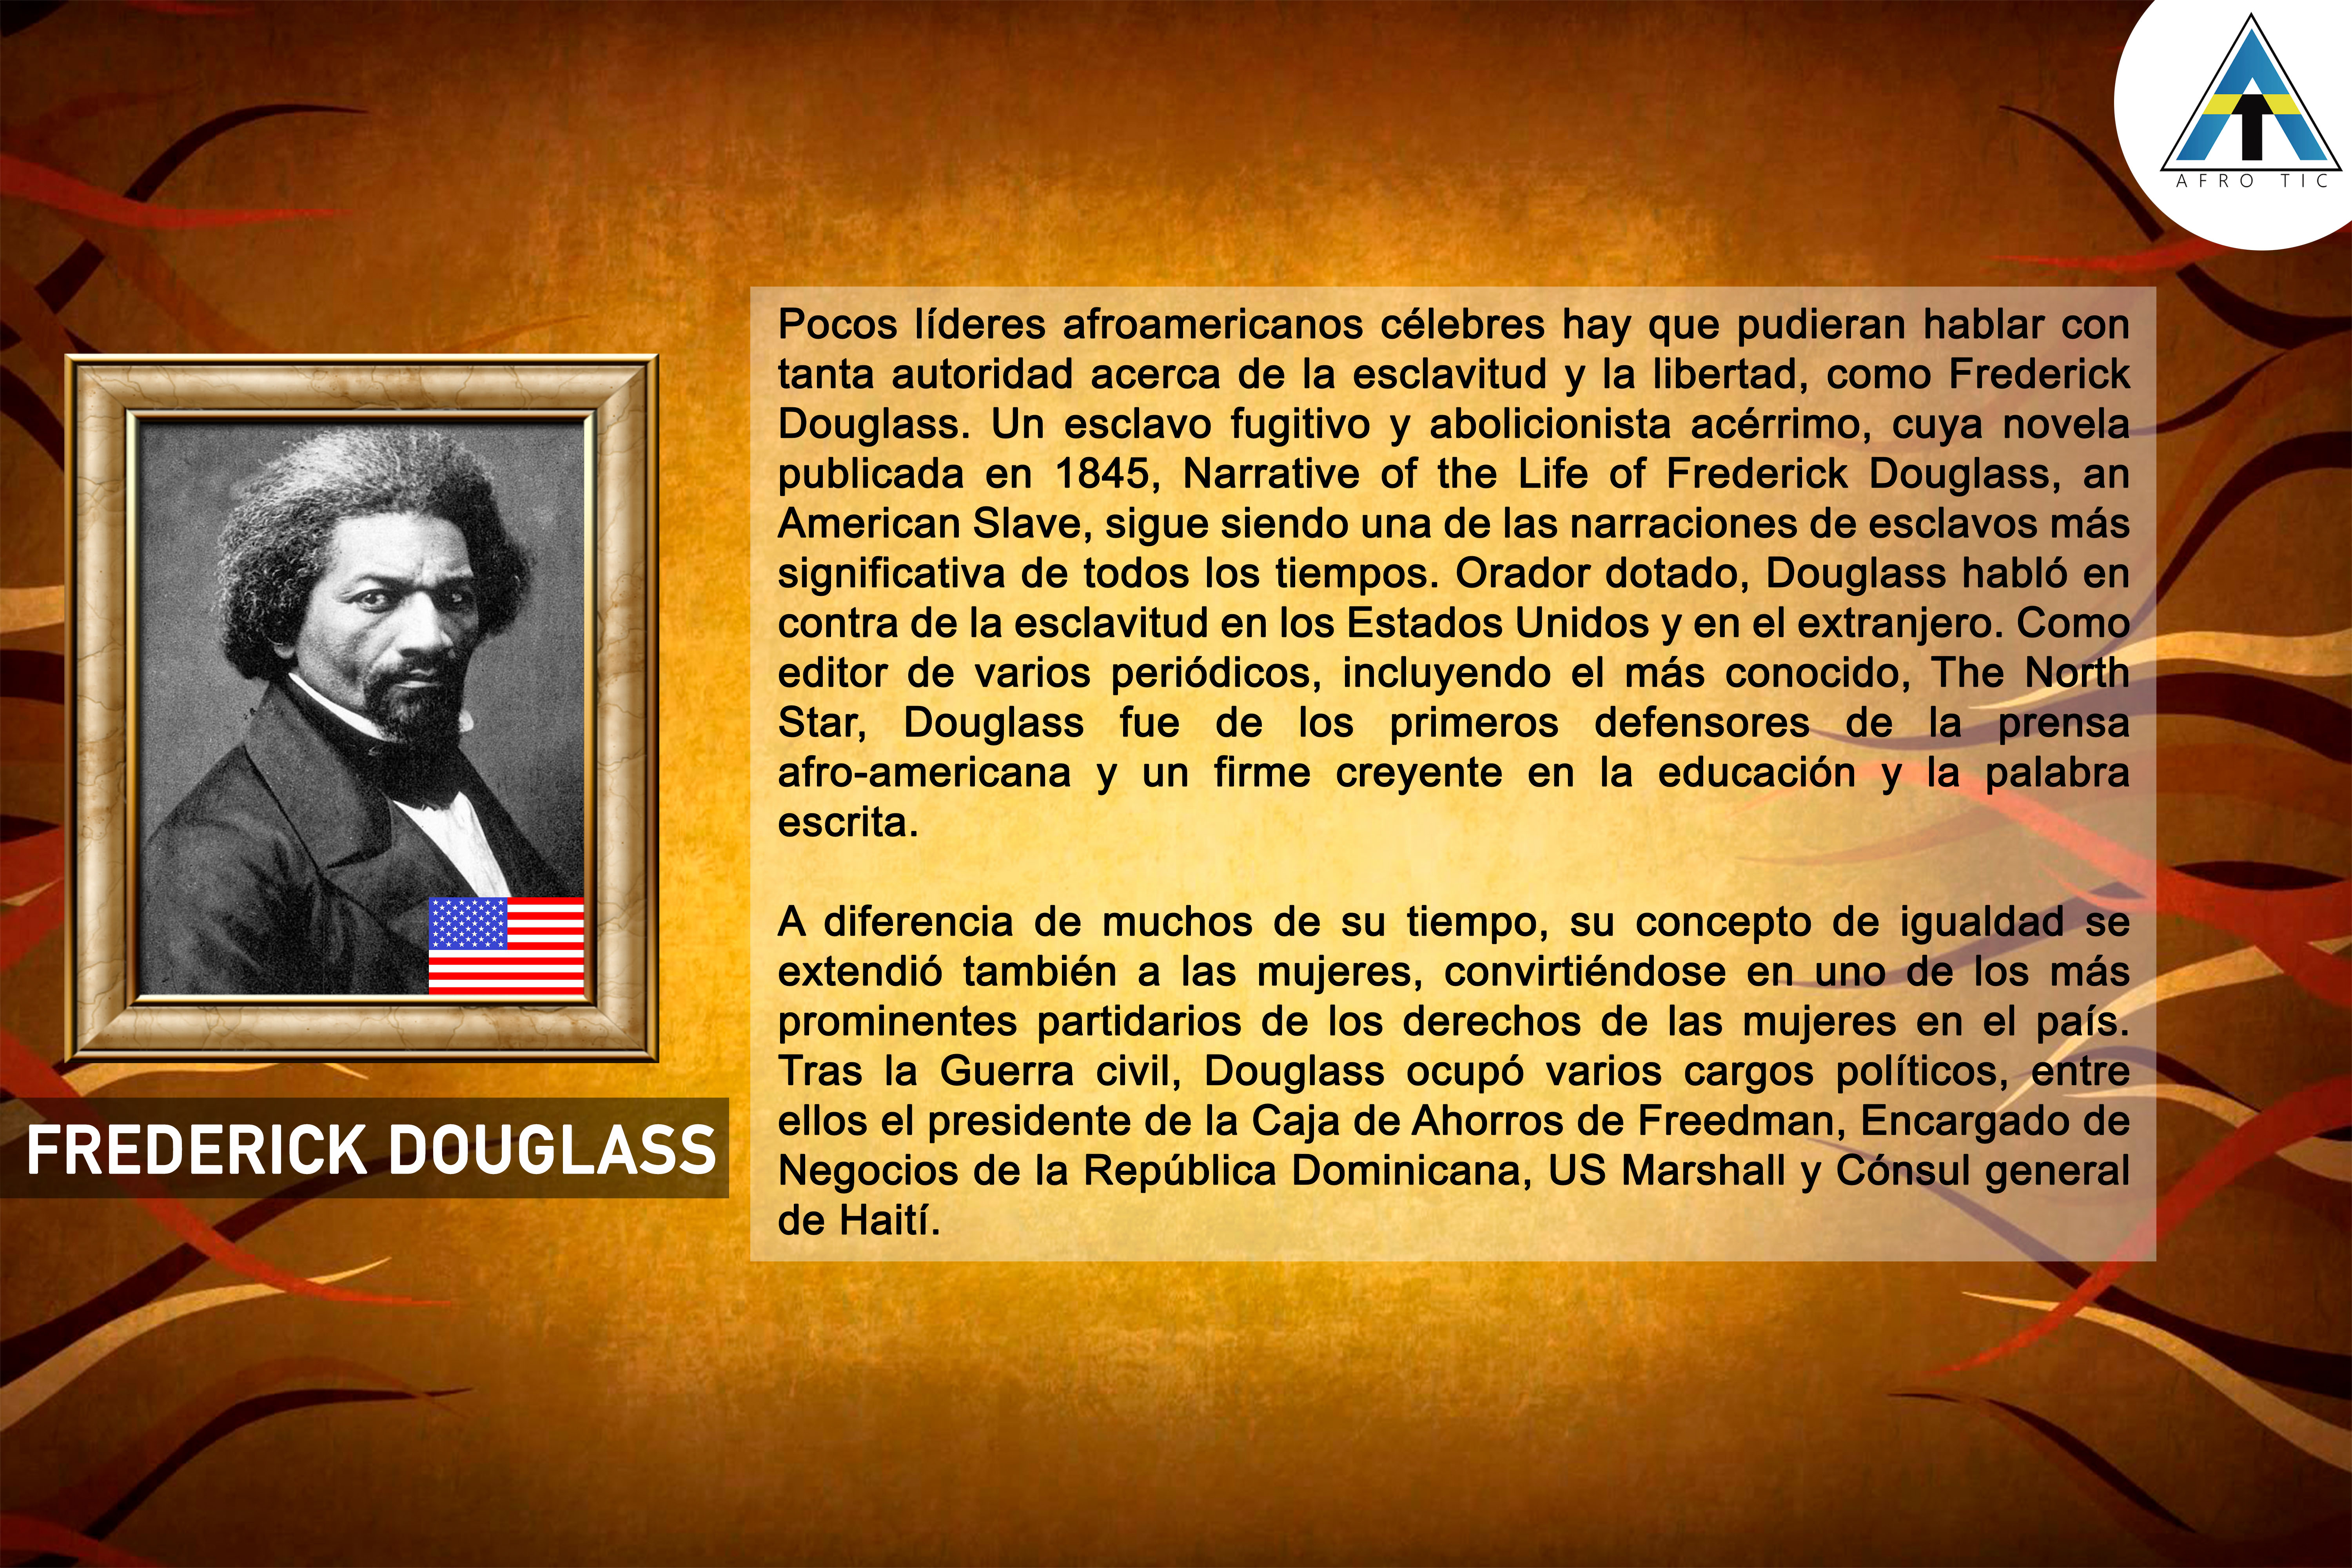 AFRO TIC
Pocos líderes afroamericanos célebres hay que pudieran hablar con
tanta autoridad acerca de la esclavitud y la libertad, como Frederick
Douglass. Un esclavo fugitivo y abolicionista acérrimo, cuya novela
publicada en 1845, Narrative of the Life of Frederick Douglass, an
American Slave, sigue siendo una de las narraciones de esclavos más
significativa de todos los tiempos. Orador dotado, Douglass habló en
contra de la esclavitud en los Estados Unidos y en el extranjero. Como
editor de varios periódicos, incluyendo el más conocido, The North
Star, Douglass fue de los primeros defensores de la prensa
afro-americana y un firme creyente en la educación y la palabra
escrita.
A diferencia de muchos de su tiempo, su concepto de igualdad se
extendió también a las mujeres, convirtiéndose en uno de los más
prominentes partidarios de los derechos de las mujeres en el país.
Tras la Guerra civil, Douglass ocupó varios cargos políticos, entre
ellos el presidente de la Caja de Ahorros de Freedman, Encargado de
Negocios de la República Dominicana, US Marshall y Cónsul general
de Haití.
FREDERICK DOUGLASS